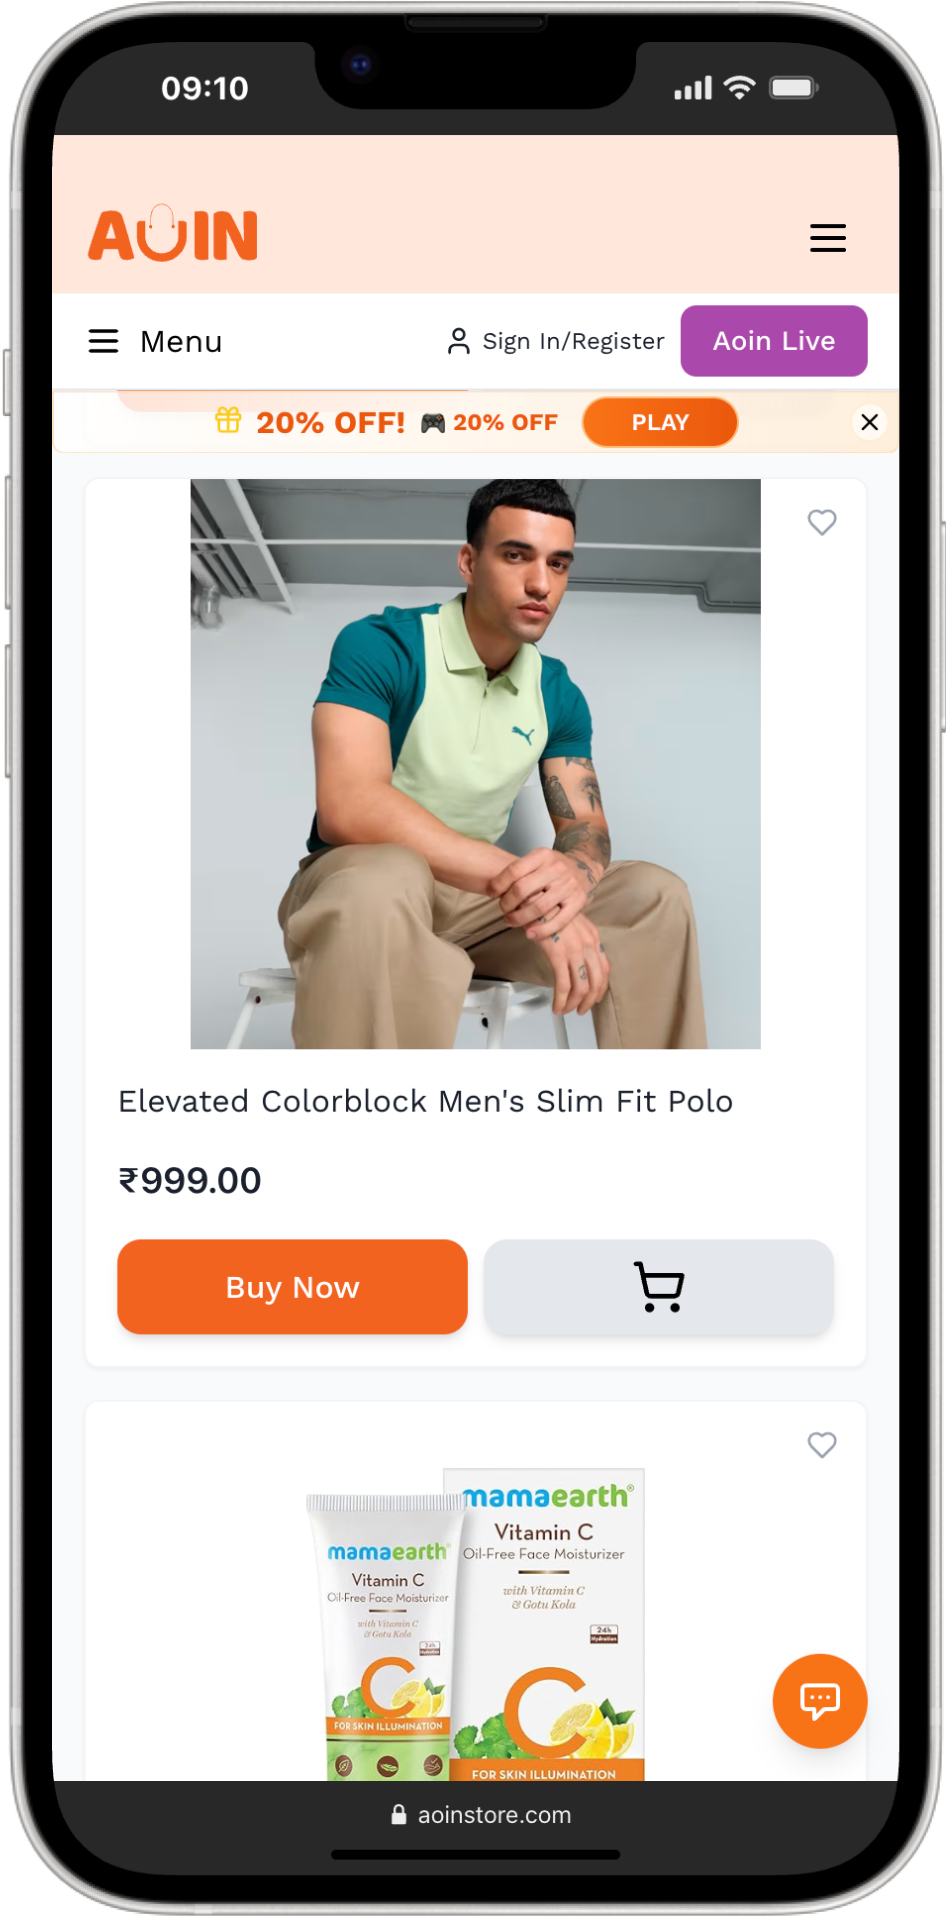 09:10
AOIN
Menu
Sign In/Register
Aoin Live
20% OFF! 🎮 20% OFF
PLAY
Elevated Colorblock Men's Slim Fit Polo
₹999.00
Buy Now
mamaearth®
Vitamin C
Oil-Free Face Moisturizer
with Vitamin C
& Gotu Kola
24h
Hydration
C
FOR SKIN ILLUMINATION
mamaearth®
Vitamin C
Oil-Free Face Moisturizer
with Vitamin C
& Gotu Kola
24h
Hydration
C
FOR SKIN ILLUMINATION
aoinstore.com